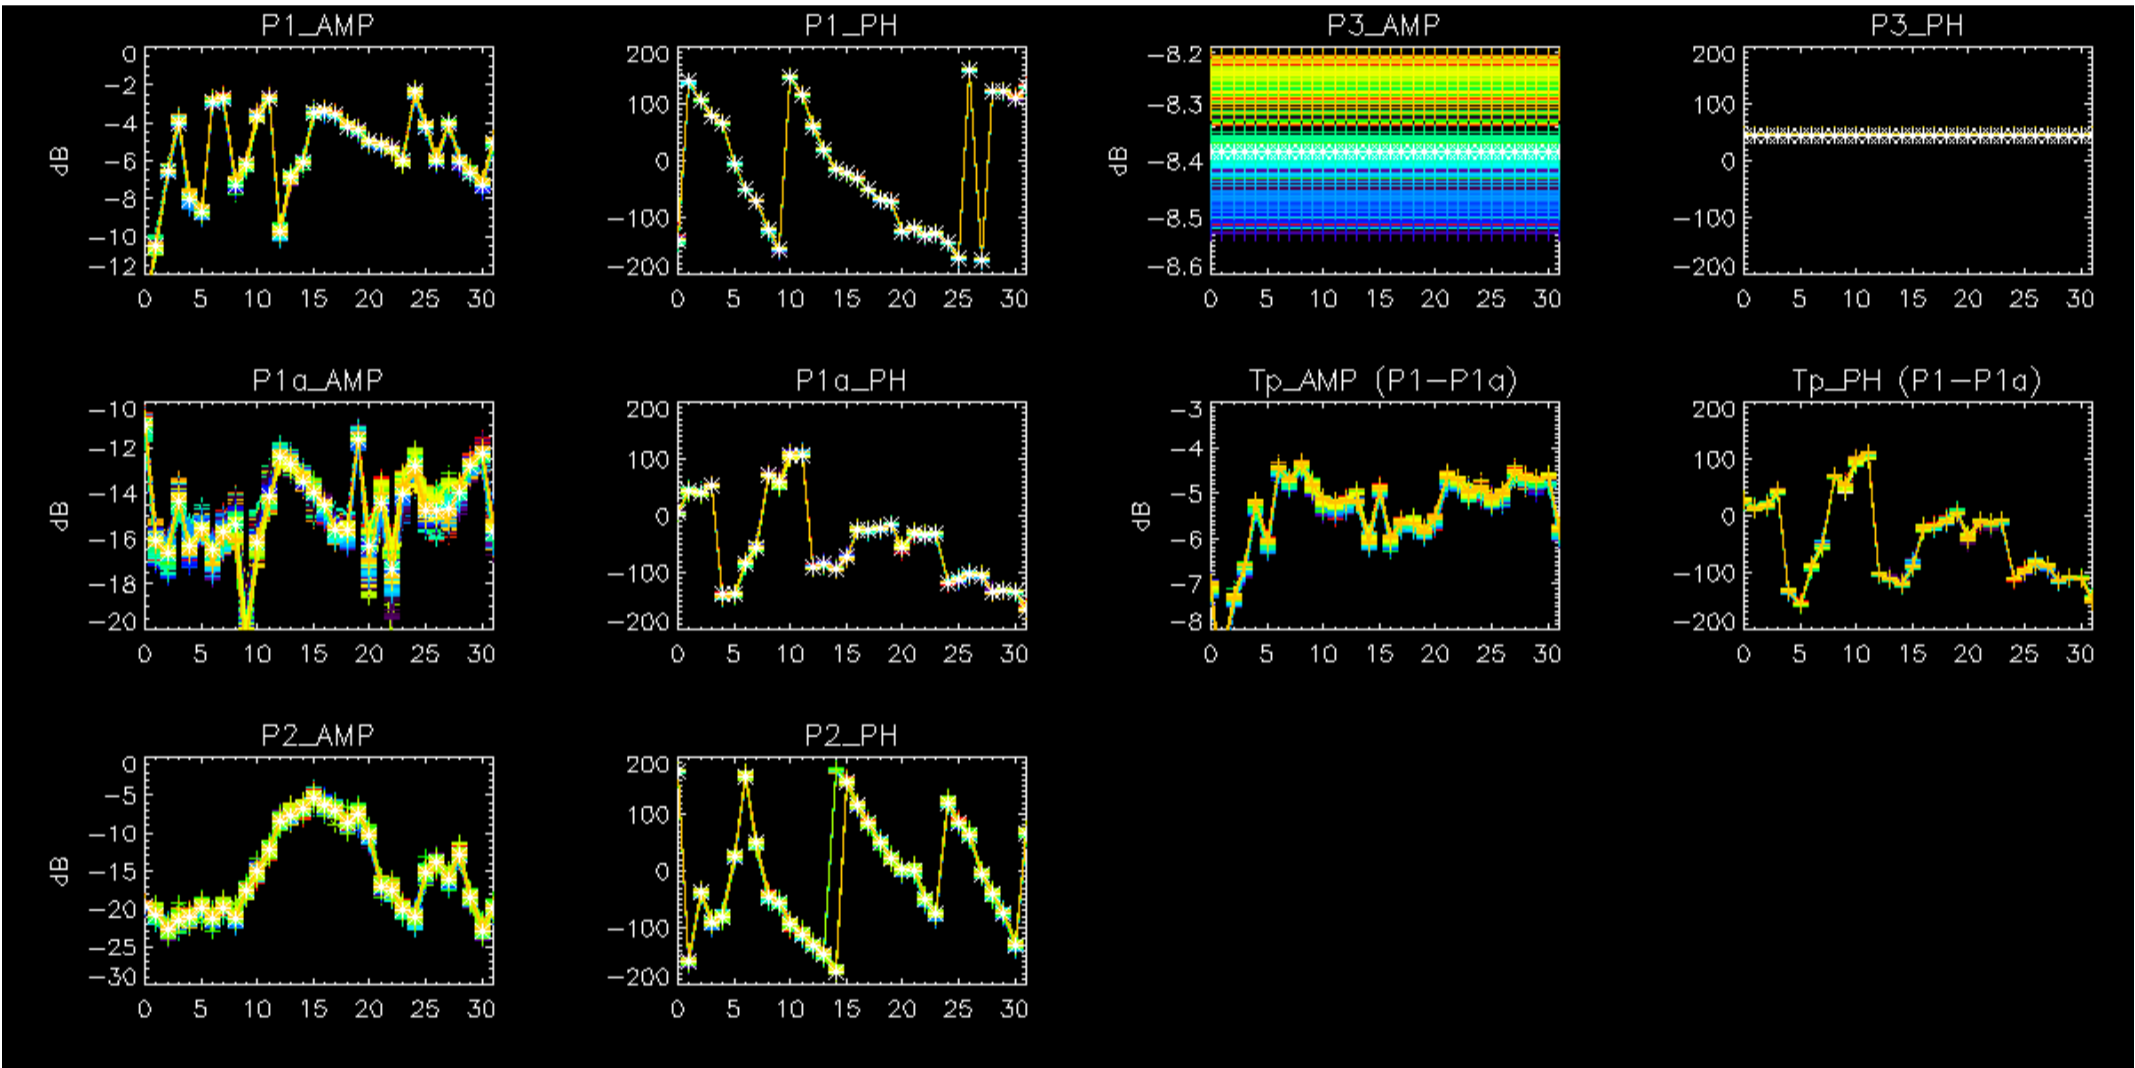 P1_AMP P1_PH P3_AMP P3_PH
0 200 -8.2 200
-2
100 -8.3 100
-4
dB -6 0 dB -8.4 0
-8
-100 -8.5 -100
-10
-12 -200 -8.6 -200
0 5 10 15 20 25 30 0 5 10 15 20 25 30 0 5 10 15 20 25 30 0 5 10 15 20 25 30
P1a_AMP P1a_PH Tp_AMP (P1-P1a) Tp_PH (P1-P1a)
-10 200 -3 200
-12 100 -4 100
-14 0 -5 0
dB dB
-16 -100 -6 -100
-18 -7
-20 -200 -8 -200
0 5 10 15 20 25 30 0 5 10 15 20 25 30 0 5 10 15 20 25 30 0 5 10 15 20 25 30
P2_AMP P2_PH
0 200
-5
100
-10
dB -15 0
-20
-100
-25
-30 -200
0 5 10 15 20 25 30 0 5 10 15 20 25 30